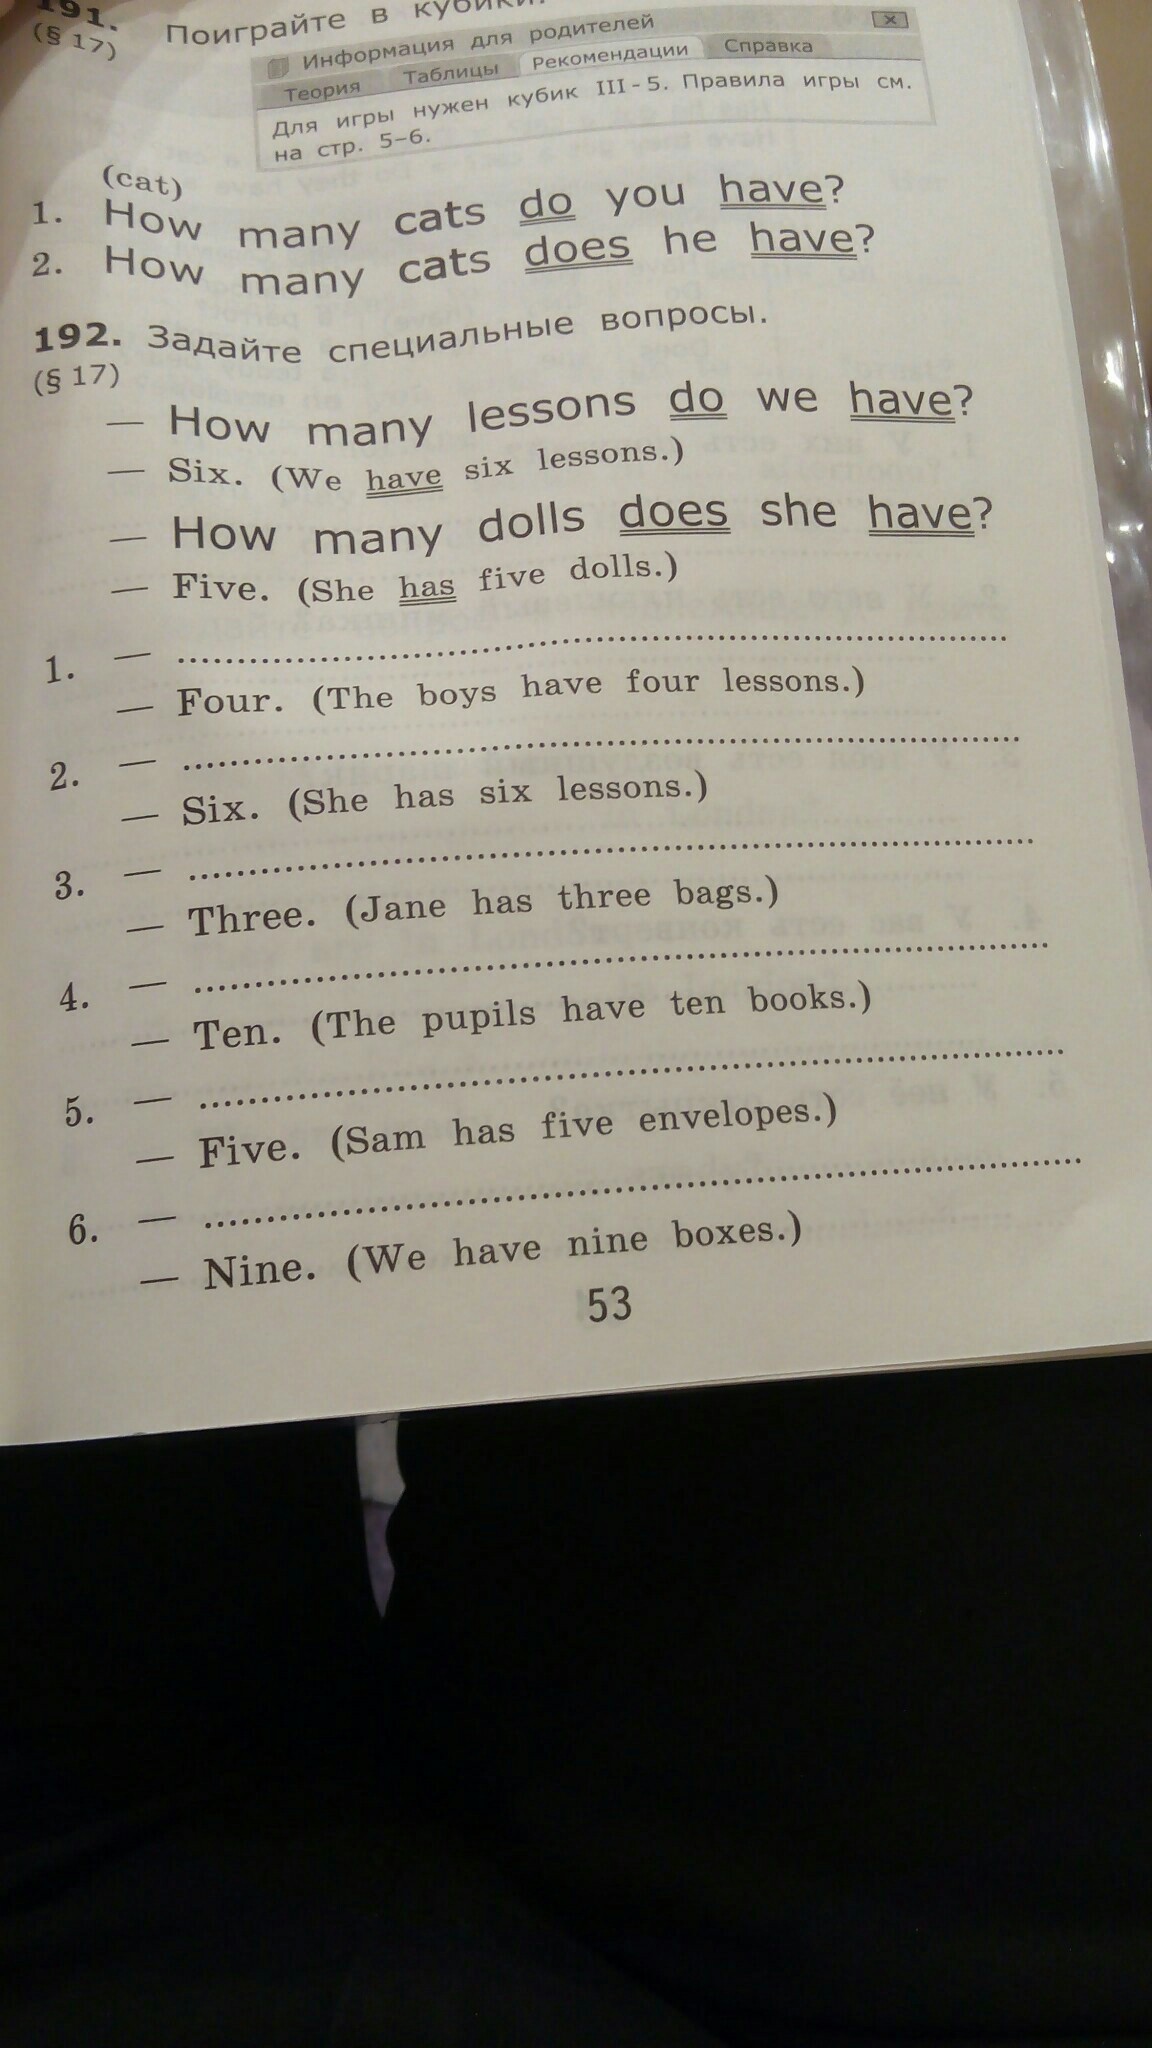 191. Поиграйте в кубики.
(§ 17)
Информация для родителей
Теория Таблицы Рекомендации Справка
Для игры нужен кубик III-5. Правила игры см.
на стр. 5–6.
(cat)
1. How many cats do you have?
2. How many cats does he have?
192. Задайте специальные вопросы.
(§ 17)
— How many lessons do we have?
— Six. (We have six lessons.)
— How many dolls does she have?
— Five. (She has five dolls.)
1. — ........................................
— Four. (The boys have four lessons.)
2. — ........................................
— Six. (She has six lessons.)
3. — ........................................
— Three. (Jane has three bags.)
4. — ........................................
— Ten. (The pupils have ten books.)
5. — ........................................
— Five. (Sam has five envelopes.)
6. — ........................................
— Nine. (We have nine boxes.)
53